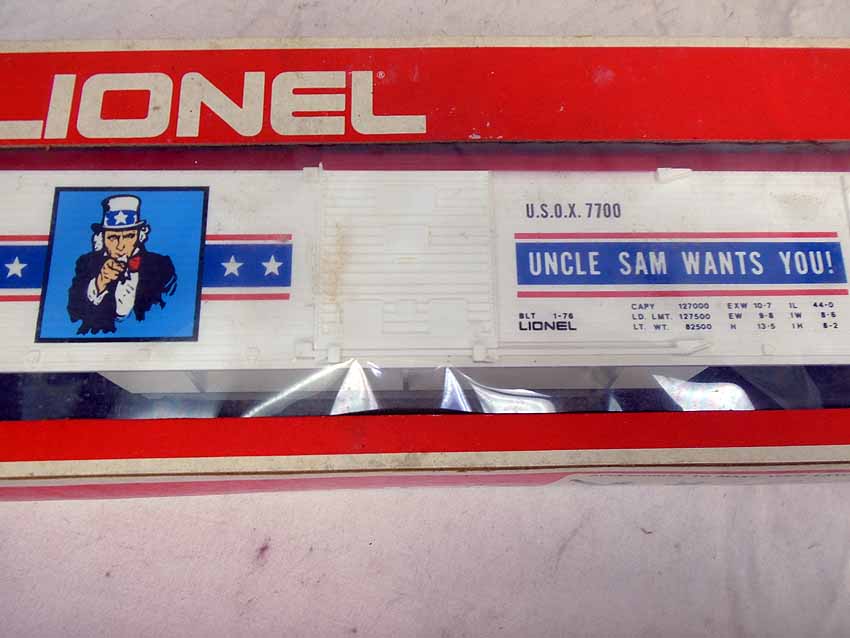 LIONEL®
U.S.O.X. 7700
UNCLE SAM WANTS YOU!
BLT 1-76
LIONEL
CAPY 127000 EXW 10-7 IL 44-0
LD. LMT. 127500 EW 9-8 IW 8-6
LT. WT. 82500 H 13-5 IH 8-2